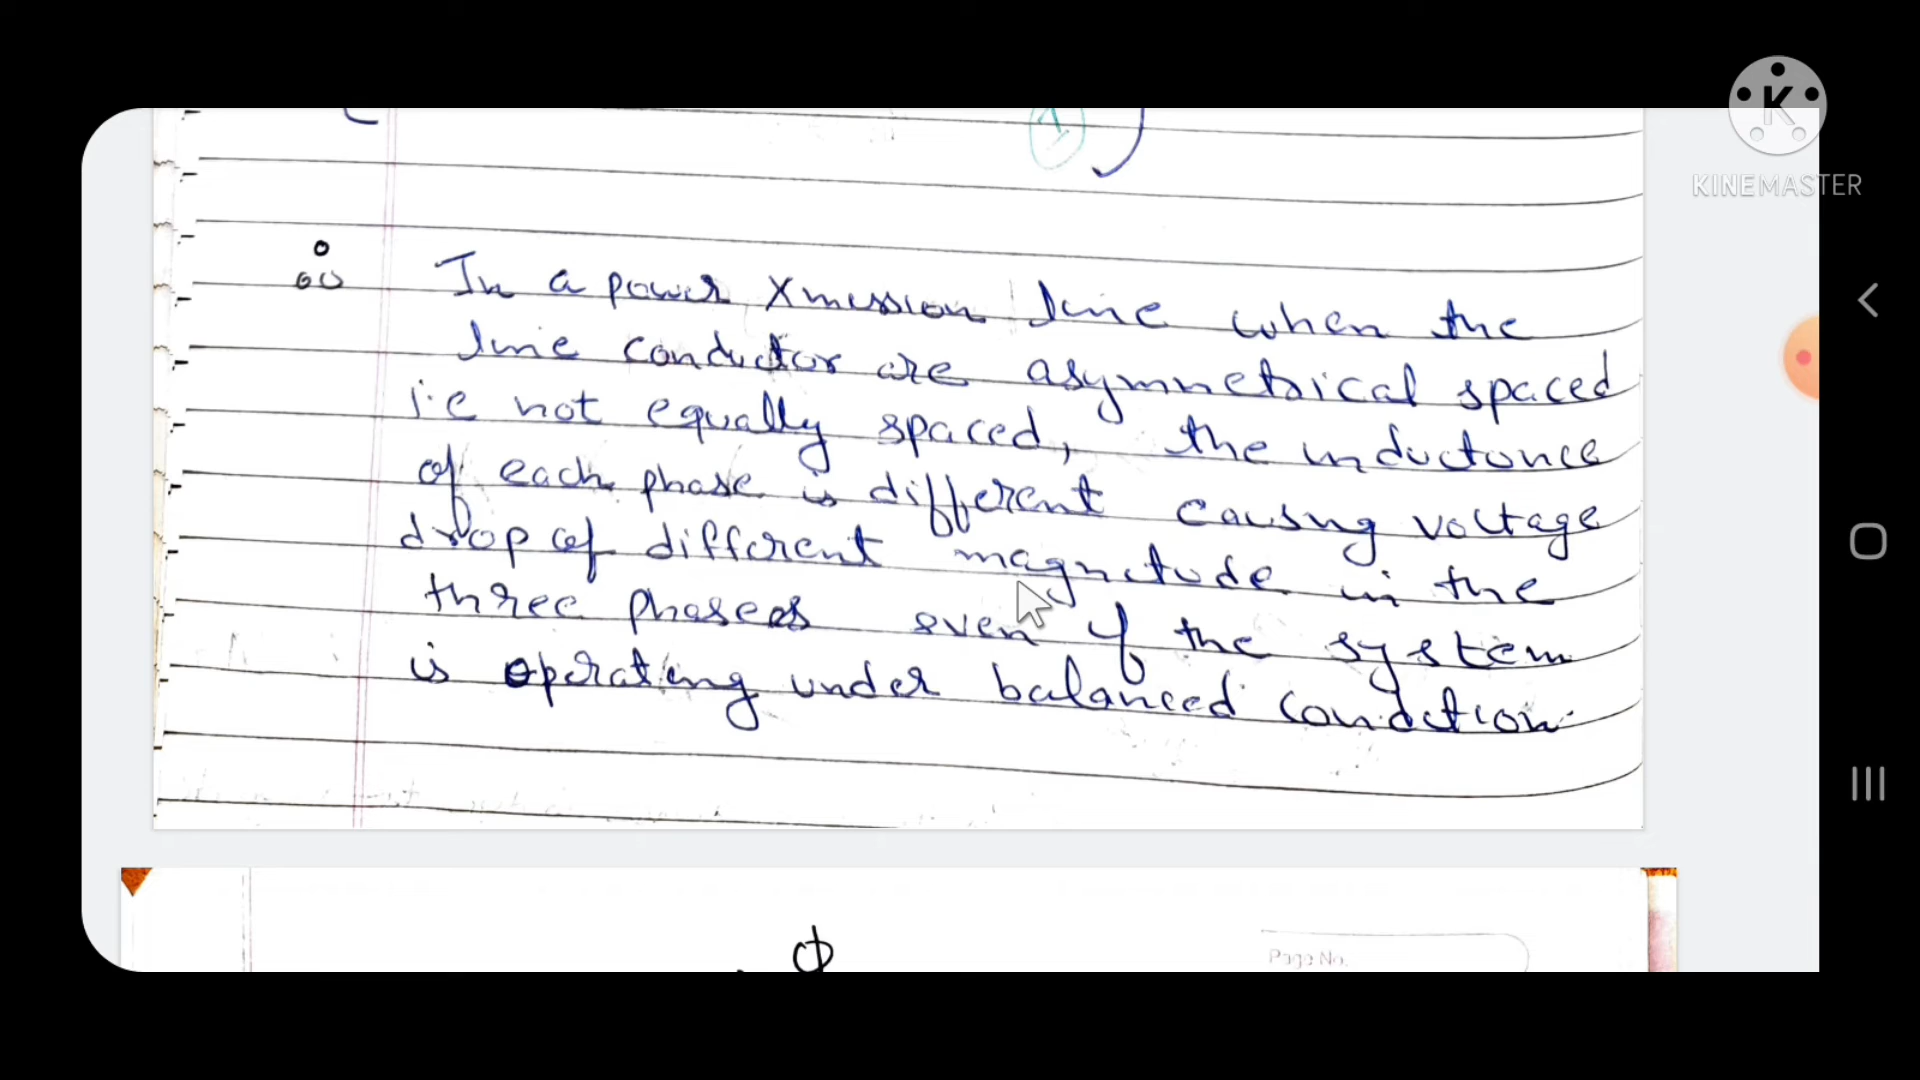 1
K
KINEMASTER
In a power Xmission line when the
line conductor are asymmetrical spaced
i.e not equally spaced, the inductance
of each phase is different causing voltage
drop of different magnitude in the
three phases even if the system
is operating under balanced condition.
ф
Page No.